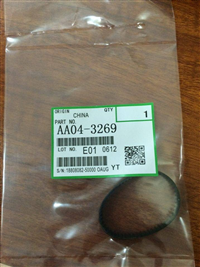 ORIGIN
CHINA
QTY
1
PART NO
AA04-3269
LOT NO
E01 0612
YT